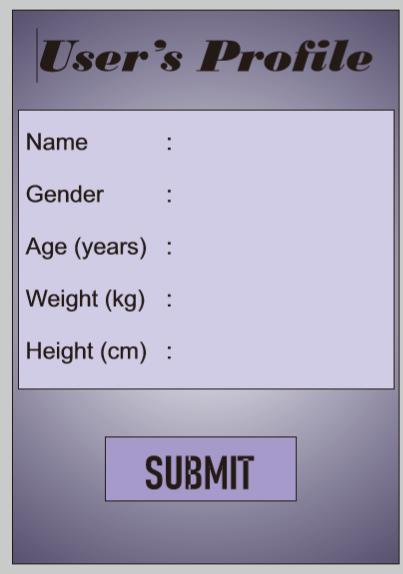 User's Profile
Name :
Gender :
Age (years) :
Weight (kg) :
Height (cm) :
SUBMIT